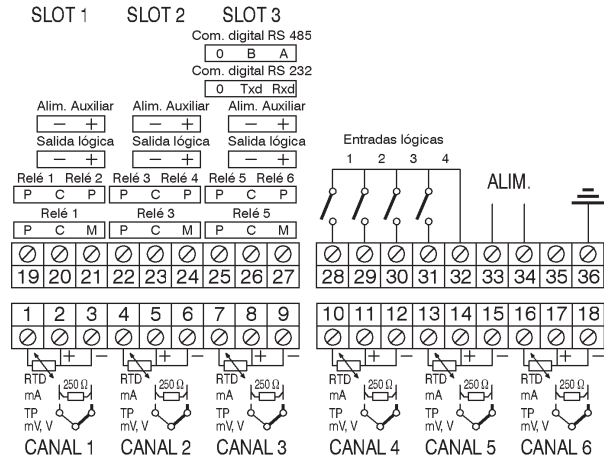 SLOT 1 SLOT 2 SLOT 3
Com. digital RS 485
0 B A
Com. digital RS 232
0 Txd Rxd
Alim. Auxiliar Alim. Auxiliar Alim. Auxiliar
− + − + − +
Salida lógica Salida lógica Salida lógica
− + − + − +
Relé 1 Relé 2 Relé 3 Relé 4 Relé 5 Relé 6
P C P P C P P C P
Relé 1 Relé 3 Relé 5
P C M P C M P C M
Entradas lógicas
1 2 3 4
ALIM.
19 20 21 22 23 24 25 26 27 28 29 30 31 32 33 34 35 36
1 2 3 4 5 6 7 8 9 10 11 12 13 14 15 16 17 18
+ − + − + − + − + − + −
RTD RTD RTD RTD RTD RTD
mA 250 Ω mA 250 Ω mA 250 Ω mA 250 Ω mA 250 Ω mA 250 Ω
TP TP TP TP TP TP
mV, V mV, V mV, V mV, V mV, V mV, V
CANAL 1 CANAL 2 CANAL 3 CANAL 4 CANAL 5 CANAL 6